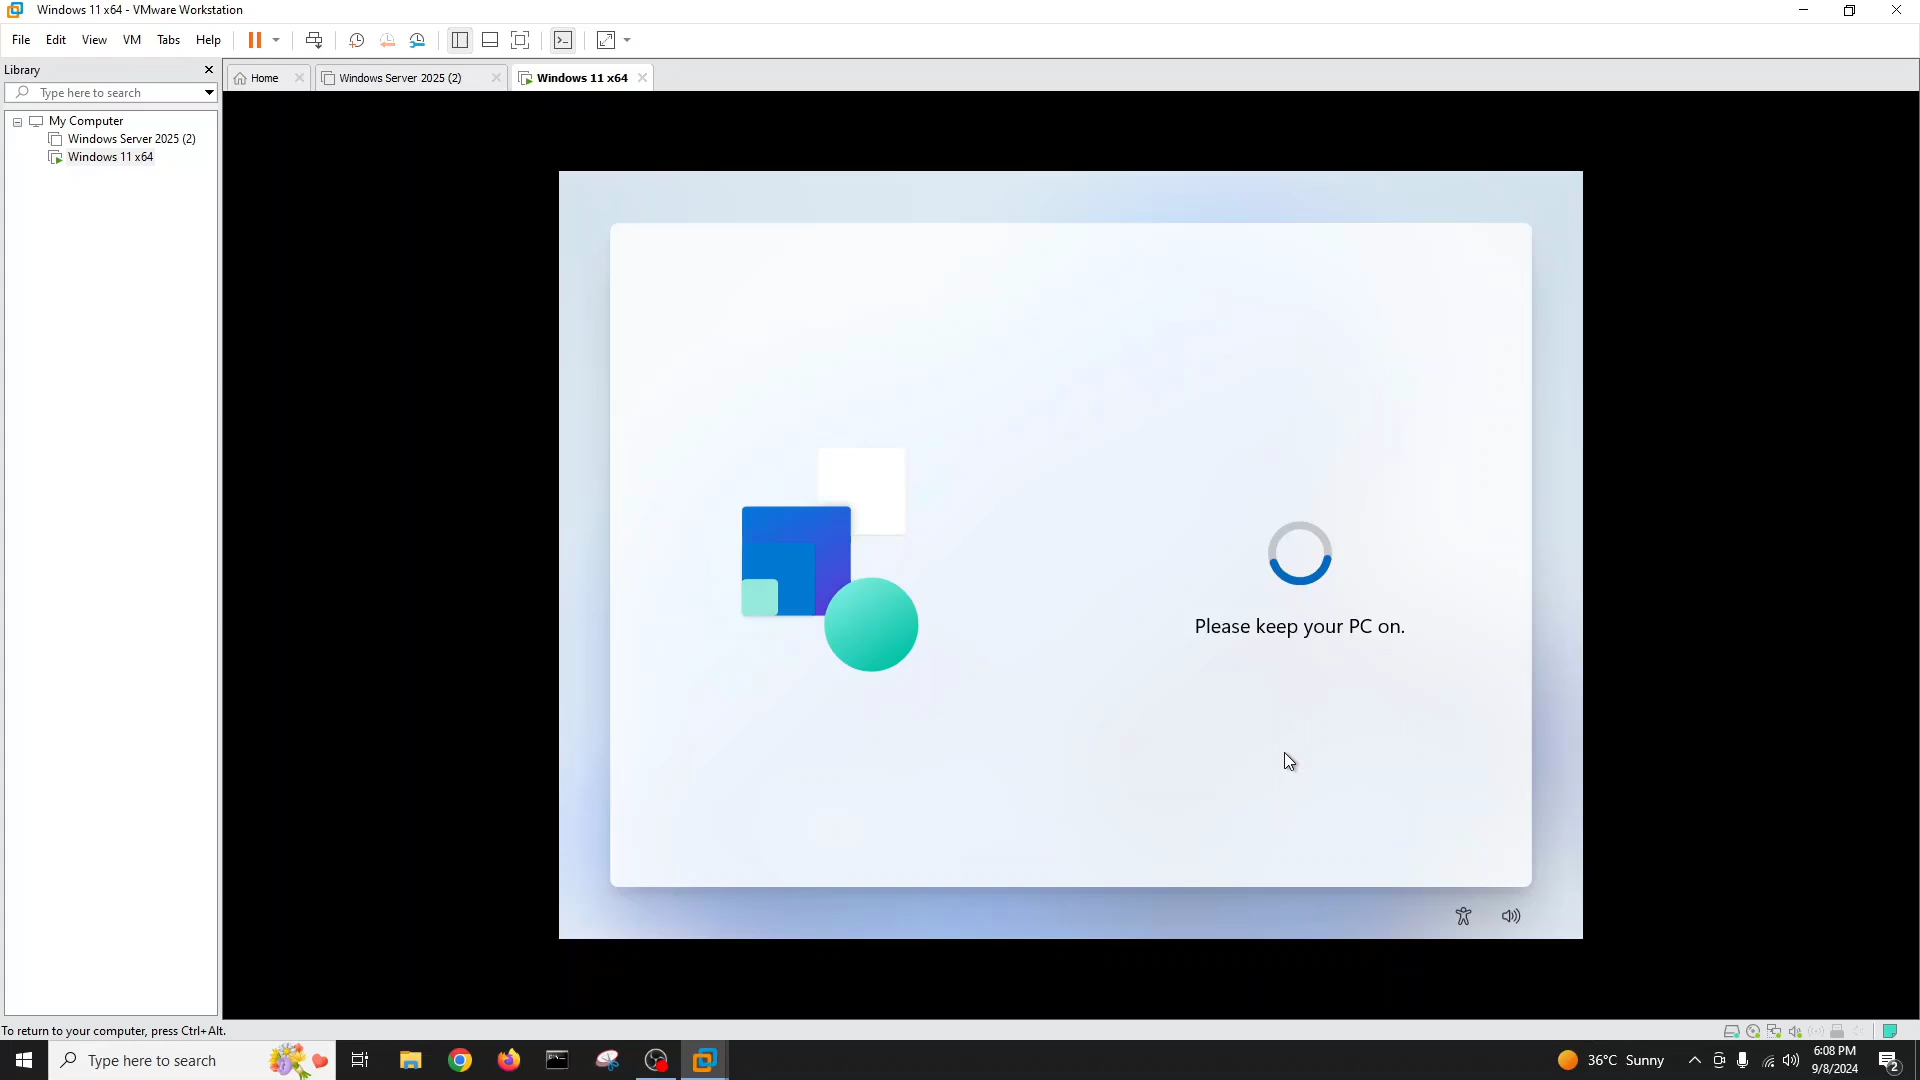 Windows 11 x64 - VMware Workstation
File Edit View VM Tabs Help
Library
Type here to search
My Computer
Windows Server 2025 (2)
Windows 11 x64
Home
Windows Server 2025 (2)
Windows 11 x64
Please keep your PC on.
To return to your computer, press Ctrl+Alt.
Type here to search
36°C Sunny
6:08 PM
9/8/2024
2